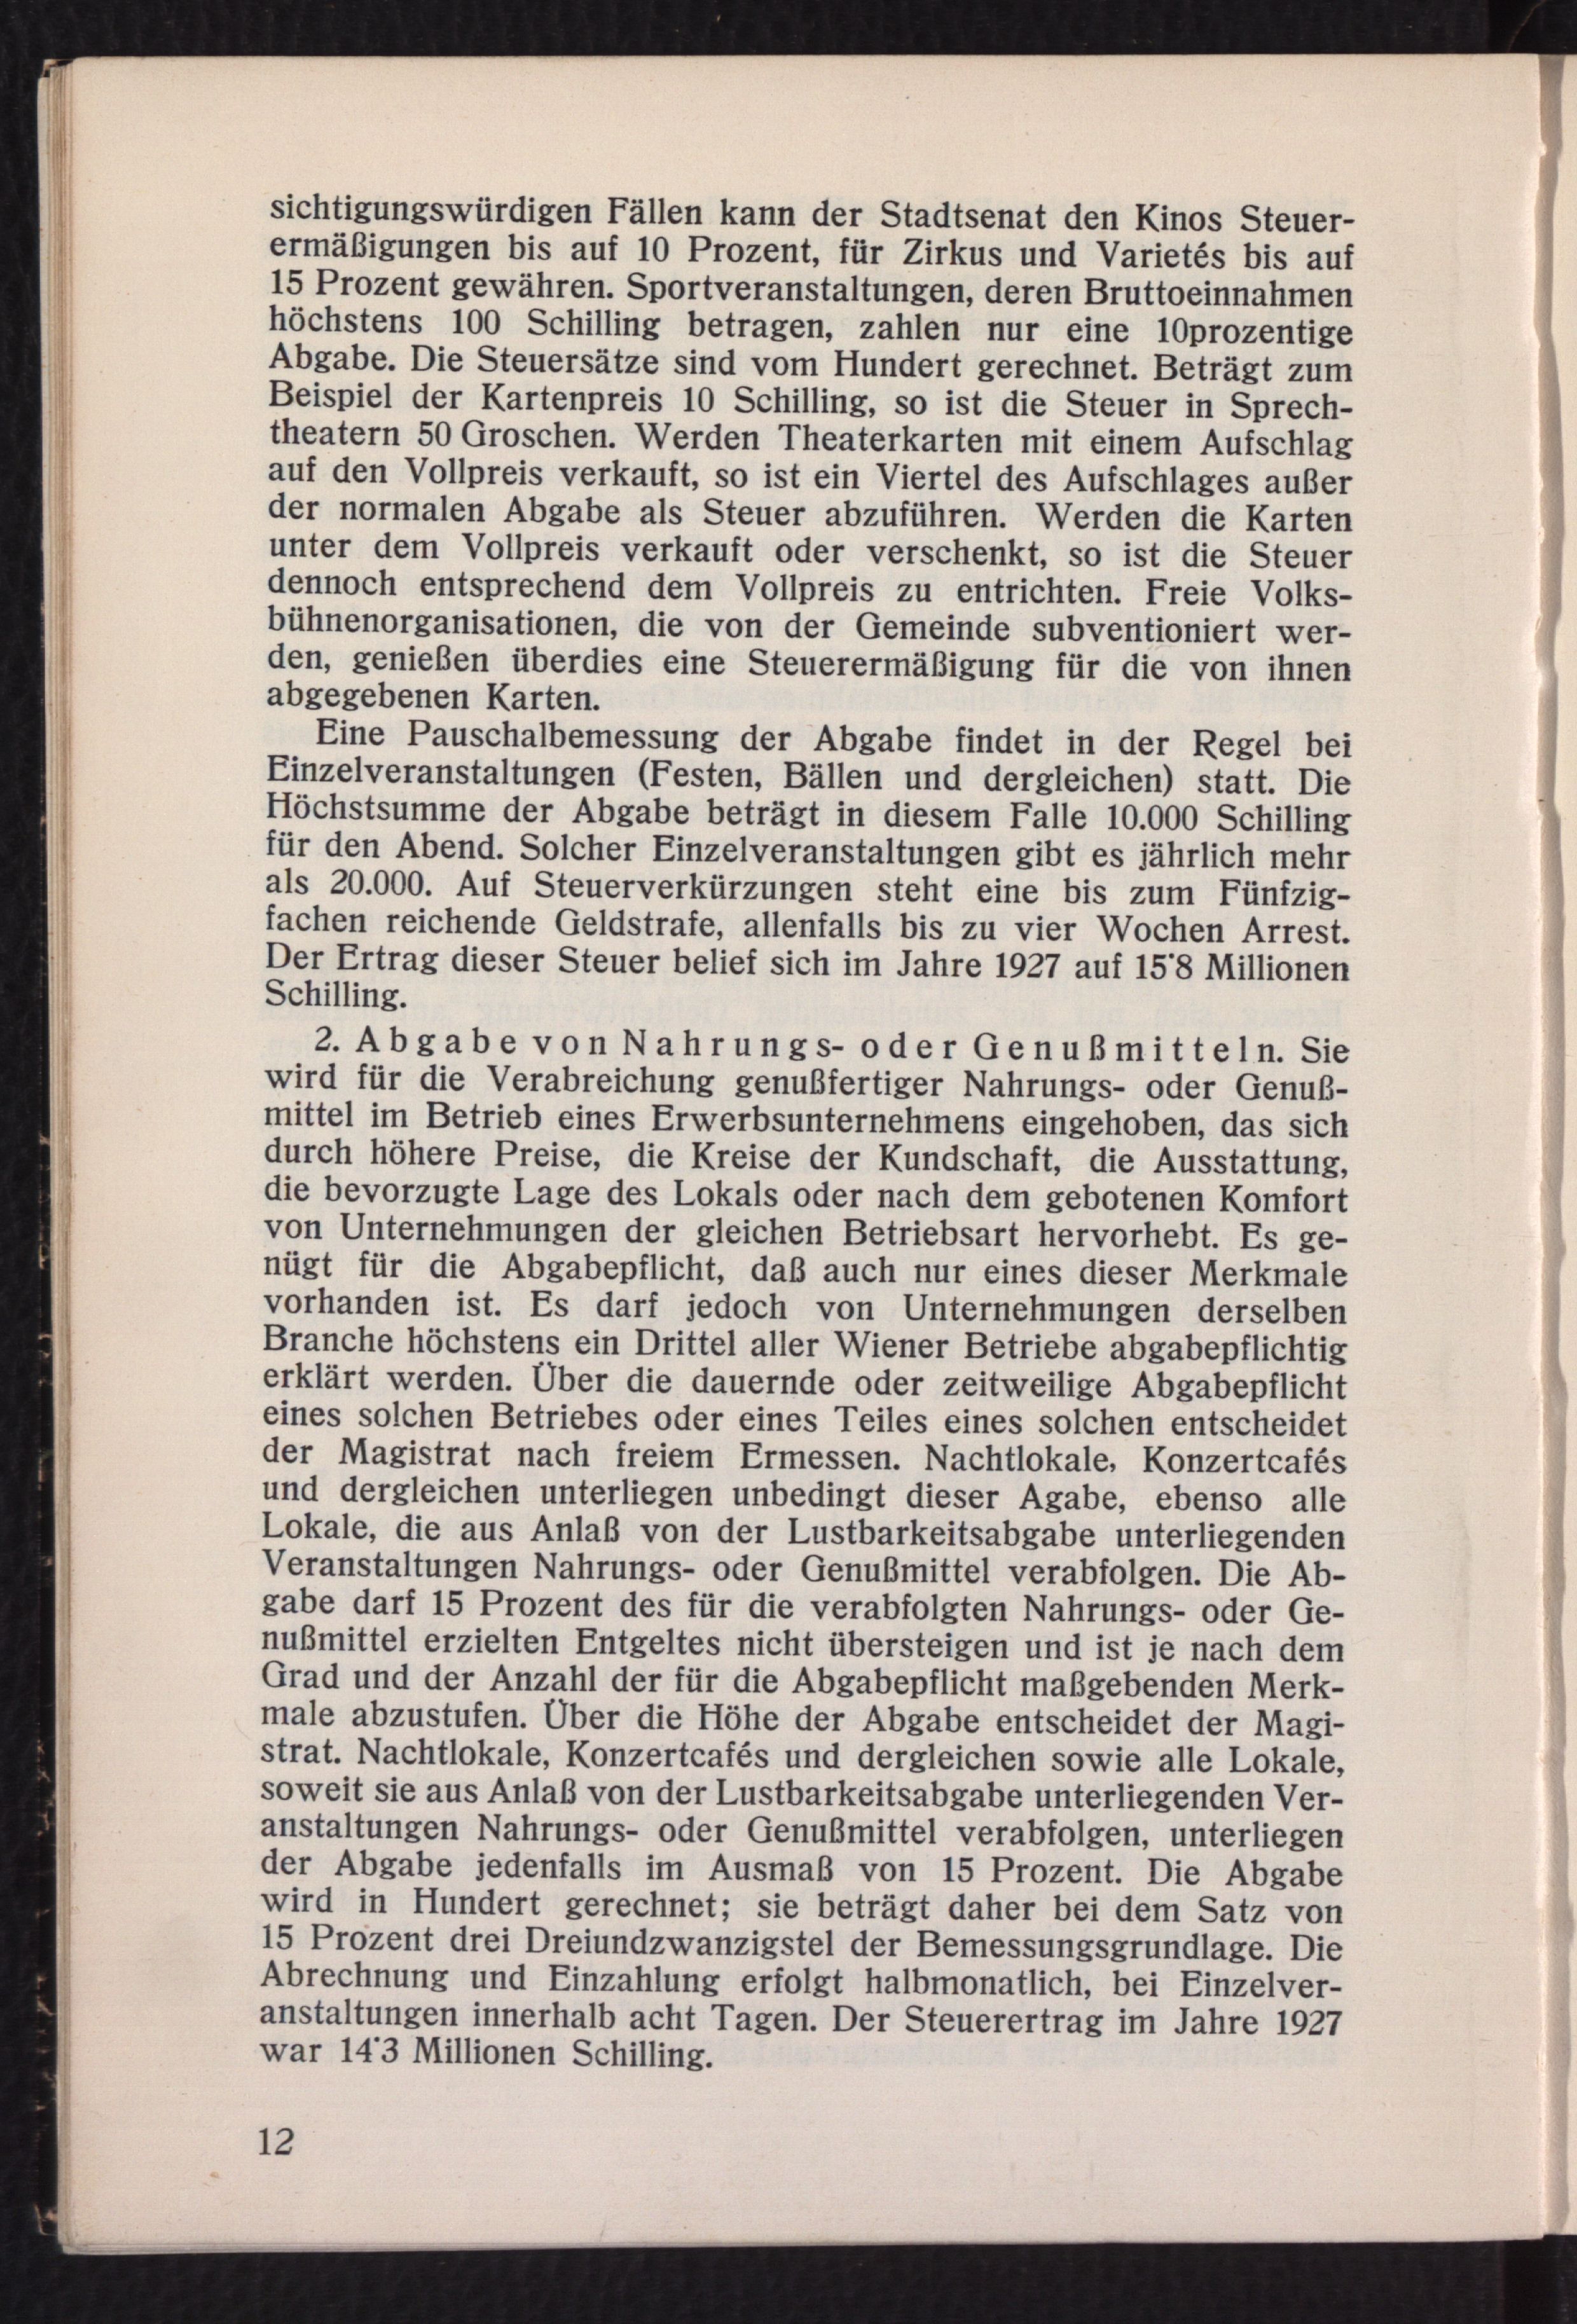 sichtigungswürdigen Fällen kann der Stadtsenat den Kinos Steuer-
ermäßigungen bis auf 10 Prozent, für Zirkus und Varietés bis auf
15 Prozent gewähren. Sportveranstaltungen, deren Bruttoeinnahmen
höchstens 100 Schilling betragen, zahlen nur eine 10prozentige
Abgabe. Die Steuersätze sind vom Hundert gerechnet. Beträgt zum
Beispiel der Kartenpreis 10 Schilling, so ist die Steuer in Sprech-
theatern 50 Groschen. Werden Theaterkarten mit einem Aufschlag
auf den Vollpreis verkauft, so ist ein Viertel des Aufschlages außer
der normalen Abgabe als Steuer abzuführen. Werden die Karten
unter dem Vollpreis verkauft oder verschenkt, so ist die Steuer
dennoch entsprechend dem Vollpreis zu entrichten. Freie Volks-
bühnenorganisationen, die von der Gemeinde subventioniert wer-
den, genießen überdies eine Steuerermäßigung für die von ihnen
abgegebenen Karten.
Eine Pauschalbemessung der Abgabe findet in der Regel bei
Einzelveranstaltungen (Festen, Bällen und dergleichen) statt. Die
Höchstsumme der Abgabe beträgt in diesem Falle 10.000 Schilling
für den Abend. Solcher Einzelveranstaltungen gibt es jährlich mehr
als 20.000. Auf Steuerverkürzungen steht eine bis zum Fünfzig-
fachen reichende Geldstrafe, allenfalls bis zu vier Wochen Arrest.
Der Ertrag dieser Steuer belief sich im Jahre 1927 auf 15˙8 Millionen
Schilling.
2. Abgabe von Nahrungs- oder Genußmitteln. Sie
wird für die Verabreichung genußfertiger Nahrungs- oder Genuß-
mittel im Betrieb eines Erwerbsunternehmens eingehoben, das sich
durch höhere Preise, die Kreise der Kundschaft, die Ausstattung,
die bevorzugte Lage des Lokals oder nach dem gebotenen Komfort
von Unternehmungen der gleichen Betriebsart hervorhebt. Es ge-
nügt für die Abgabepflicht, daß auch nur eines dieser Merkmale
vorhanden ist. Es darf jedoch von Unternehmungen derselben
Branche höchstens ein Drittel aller Wiener Betriebe abgabepflichtig
erklärt werden. Über die dauernde oder zeitweilige Abgabepflicht
eines solchen Betriebes oder eines Teiles eines solchen entscheidet
der Magistrat nach freiem Ermessen. Nachtlokale, Konzertcafés
und dergleichen unterliegen unbedingt dieser Agabe, ebenso alle
Lokale, die aus Anlaß von der Lustbarkeitsabgabe unterliegenden
Veranstaltungen Nahrungs- oder Genußmittel verabfolgen. Die Ab-
gabe darf 15 Prozent des für die verabfolgten Nahrungs- oder Ge-
nußmittel erzielten Entgeltes nicht übersteigen und ist je nach dem
Grad und der Anzahl der für die Abgabepflicht maßgebenden Merk-
male abzustufen. Über die Höhe der Abgabe entscheidet der Magi-
strat. Nachtlokale, Konzertcafés und dergleichen sowie alle Lokale,
soweit sie aus Anlaß von der Lustbarkeitsabgabe unterliegenden Ver-
anstaltungen Nahrungs- oder Genußmittel verabfolgen, unterliegen
der Abgabe jedenfalls im Ausmaß von 15 Prozent. Die Abgabe
wird in Hundert gerechnet; sie beträgt daher bei dem Satz von
15 Prozent drei Dreiundzwanzigstel der Bemessungsgrundlage. Die
Abrechnung und Einzahlung erfolgt halbmonatlich, bei Einzelver-
anstaltungen innerhalb acht Tagen. Der Steuerertrag im Jahre 1927
war 14˙3 Millionen Schilling.
12